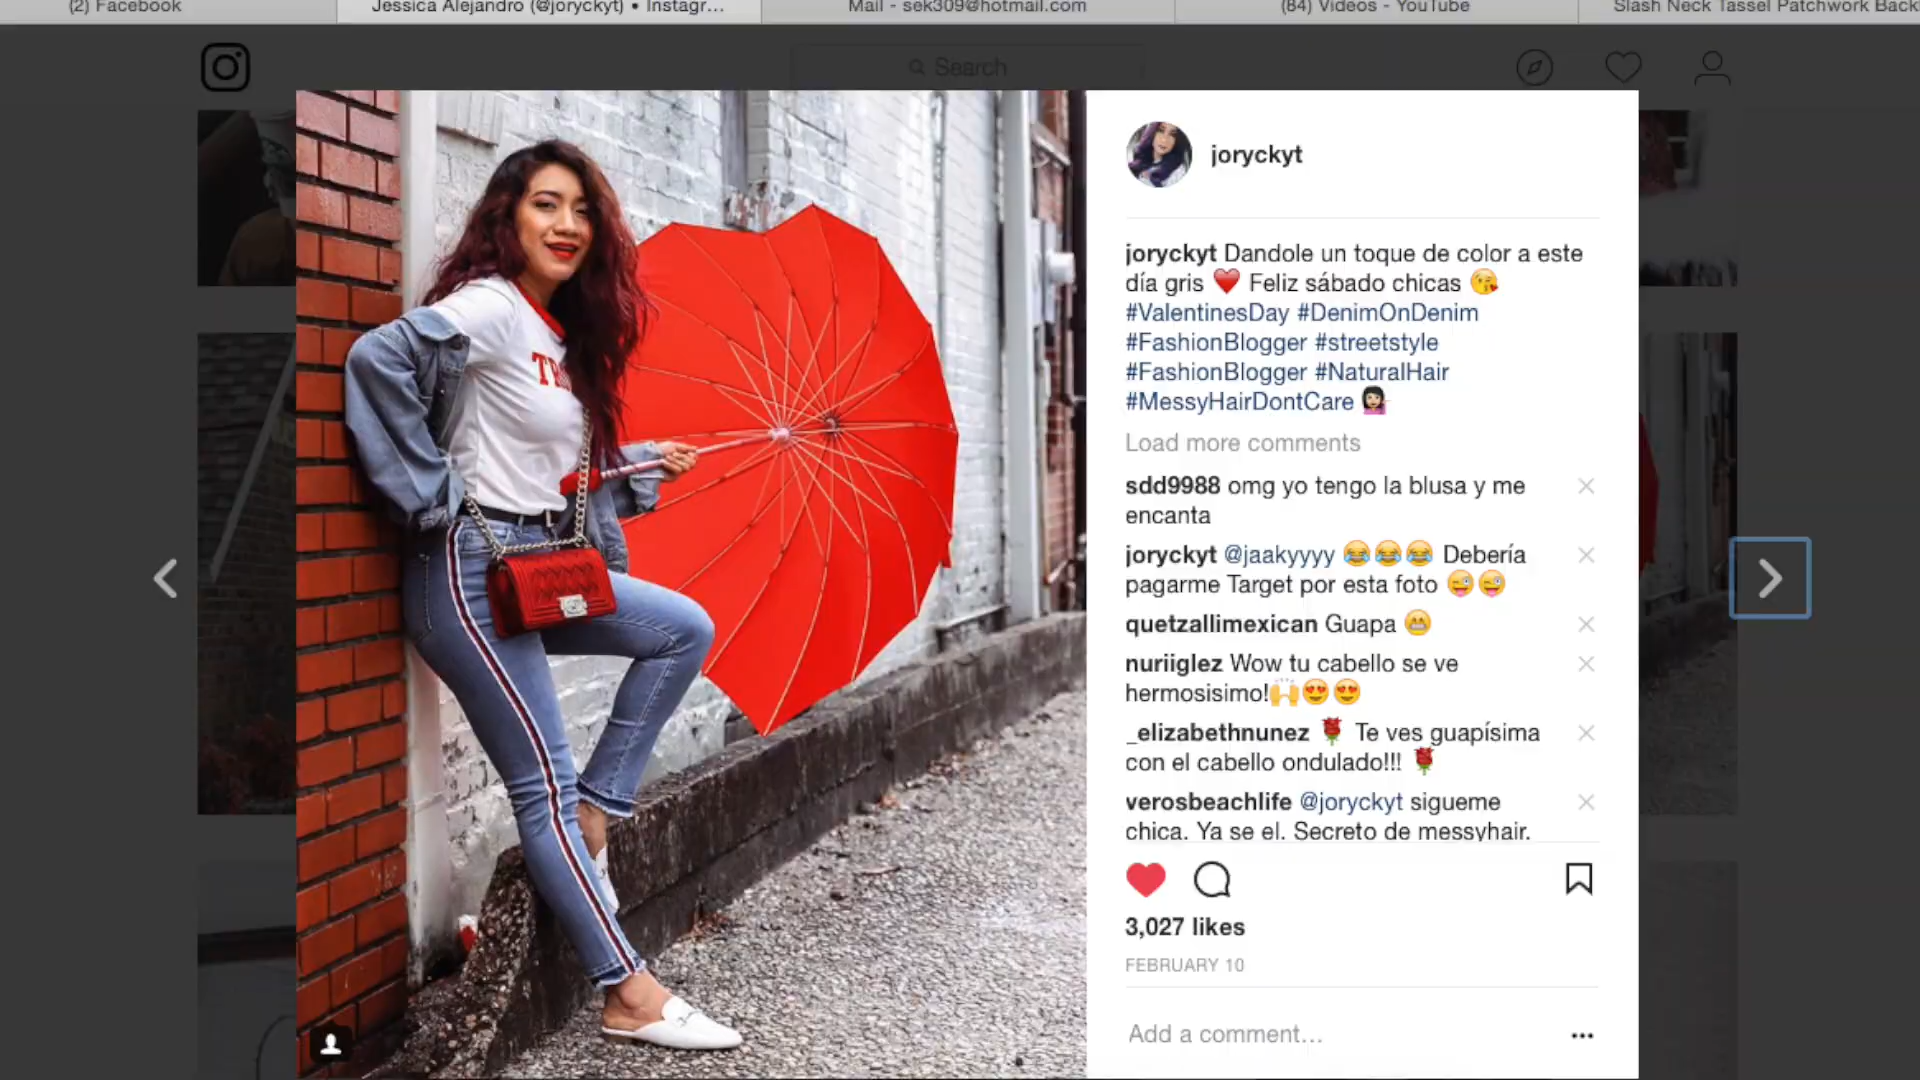 (2) Facebook
Jessica Alejandro (@joryckyt) • Instagr...
Mail - sek309@hotmail.com
(84) Videos - YouTube
Slash Neck Tassel Patchwork Back
Search
joryckyt
joryckyt Dandole un toque de color a este
día gris ❤️ Feliz sábado chicas 😘
#ValentinesDay #DenimOnDenim
#FashionBlogger #streetstyle
#FashionBlogger #NaturalHair
#MessyHairDontCare 💁🏻
Load more comments
sdd9988 omg yo tengo la blusa y me
encanta
joryckyt @jaakyyyy 😂😂😂 Debería
pagarme Target por esta foto 😜😜
quetzallimexican Guapa 😁
nuriiglez Wow tu cabello se ve
hermosisimo!🙌😍😍
_elizabethnunez 🌹 Te ves guapísima
con el cabello ondulado!!! 🌹
verosbeachlife @joryckyt sigueme
chica. Ya se el. Secreto de messyhair.
3,027 likes
FEBRUARY 10
Add a comment...